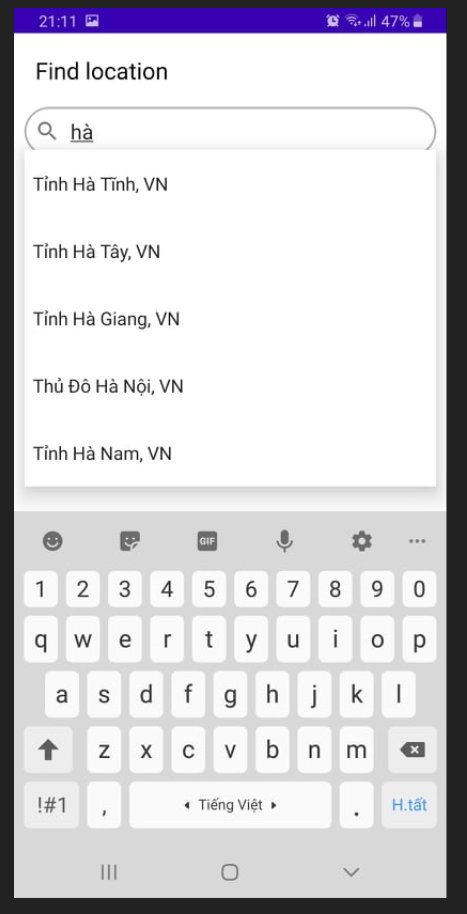 21:11 47%
Find location
hà
Tỉnh Hà Tĩnh, VN
Tỉnh Hà Tây, VN
Tỉnh Hà Giang, VN
Thủ Đô Hà Nội, VN
Tỉnh Hà Nam, VN
GIF
1 2 3 4 5 6 7 8 9 0
q w e r t y u i o p
a s d f g h j k l
z x c v b n m
!#1 , Tiếng Việt . H.tất